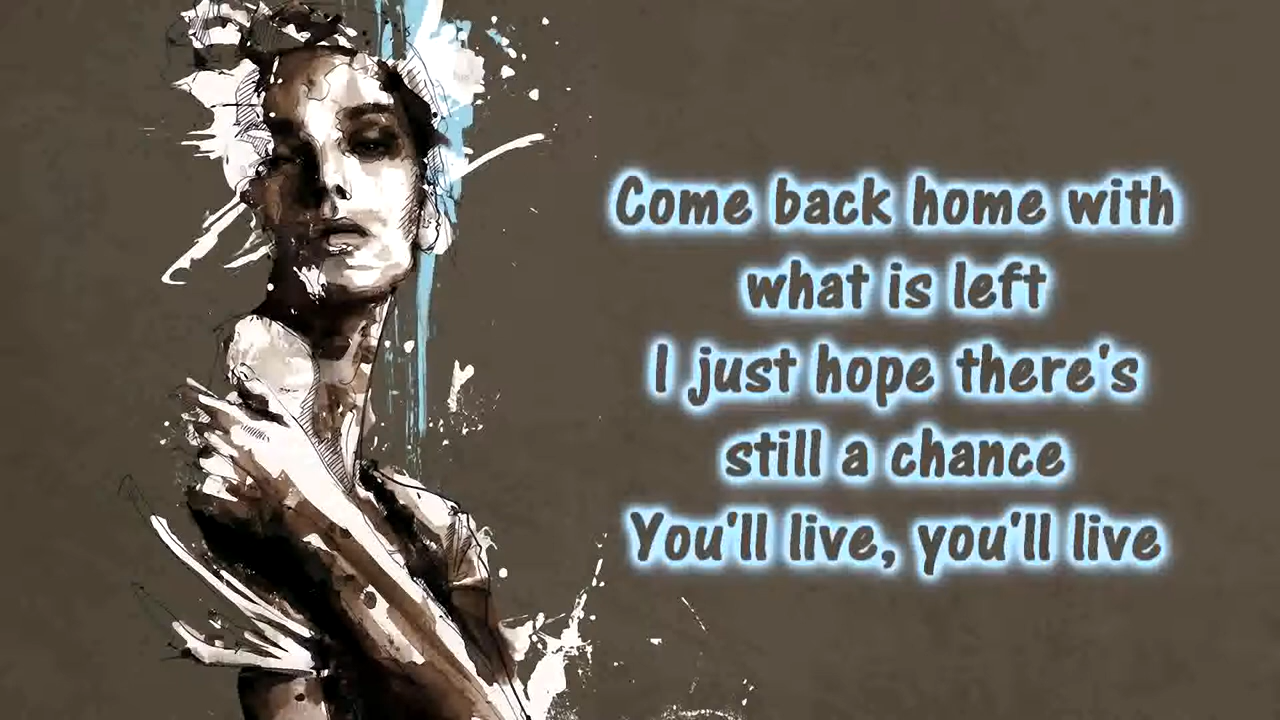 Come back home with
what is left
I just hope there's
still a chance
You'll live, you'll live